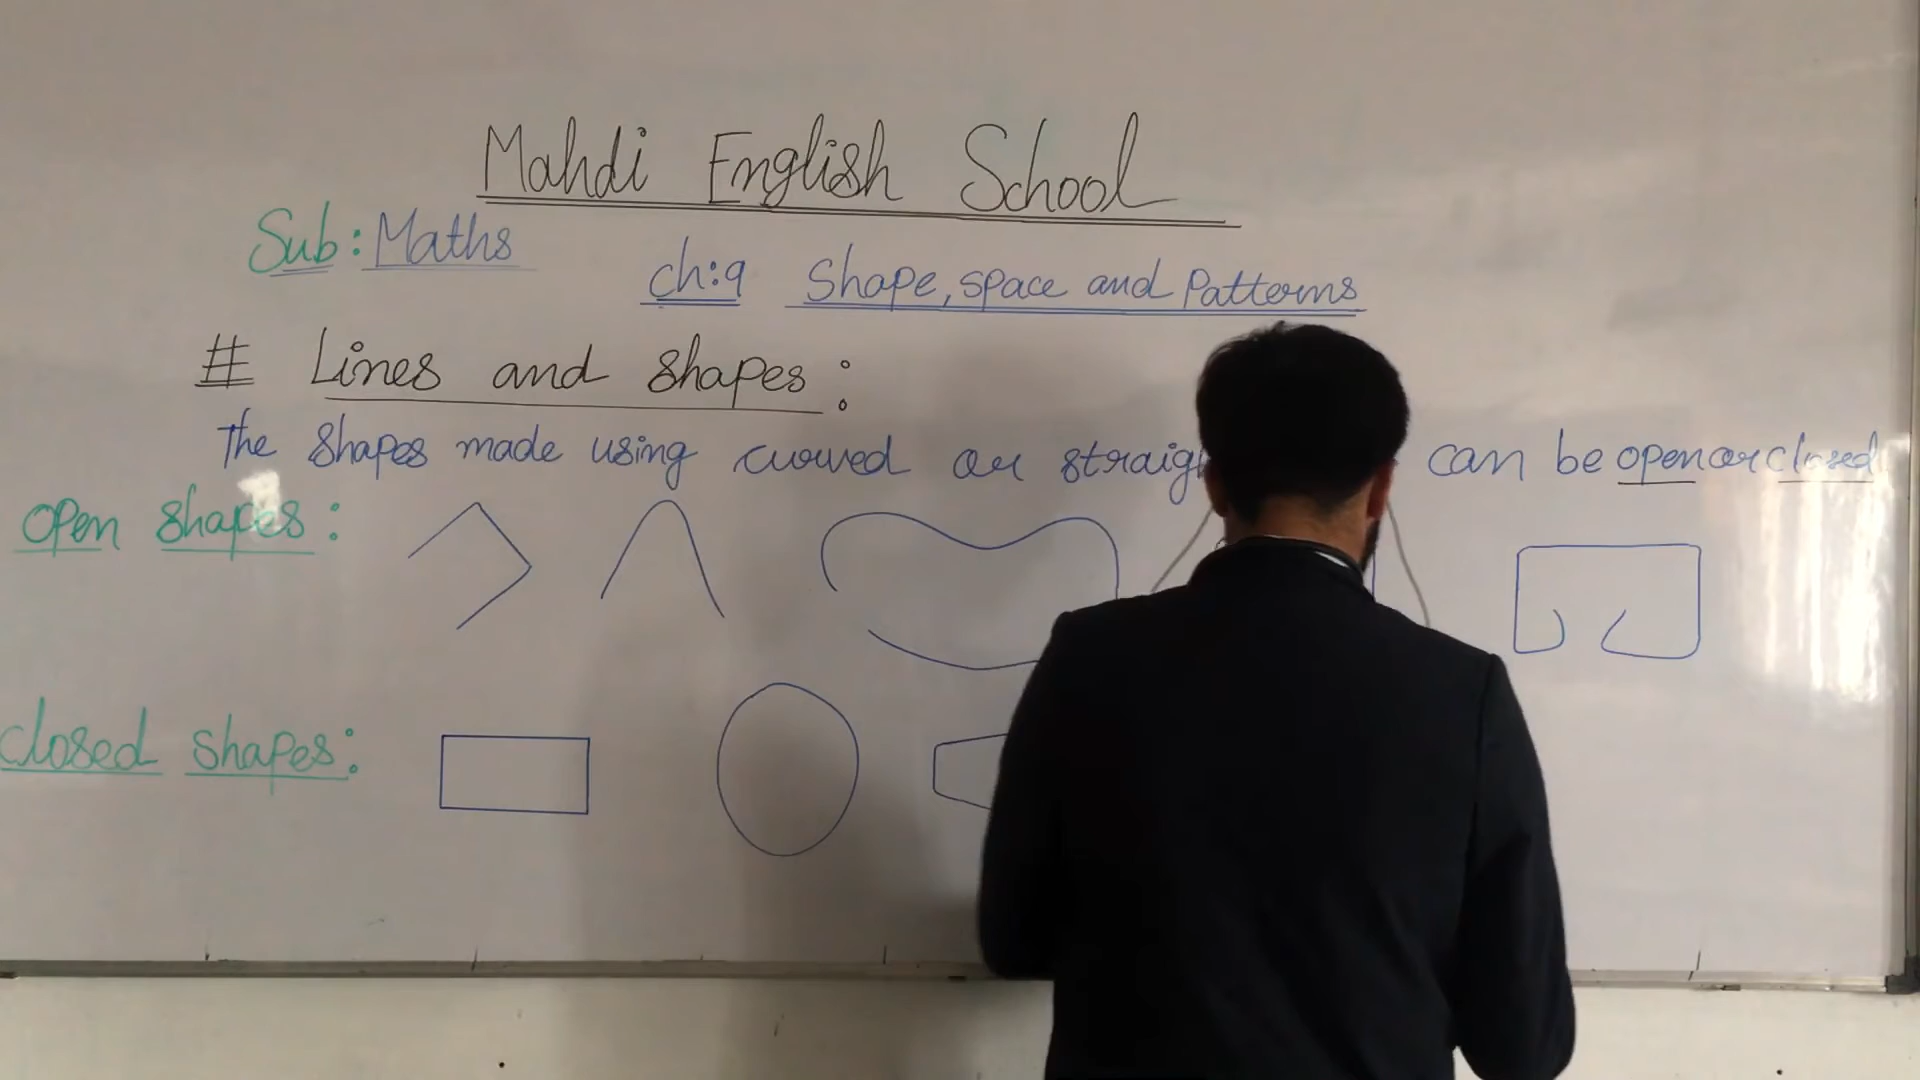 Mahdi English School
Sub: Maths
ch:9 Shape, space and Patterns
# Lines and shapes:
The shapes made using curved or straig can be open or closed
open shapes:
closed shapes: